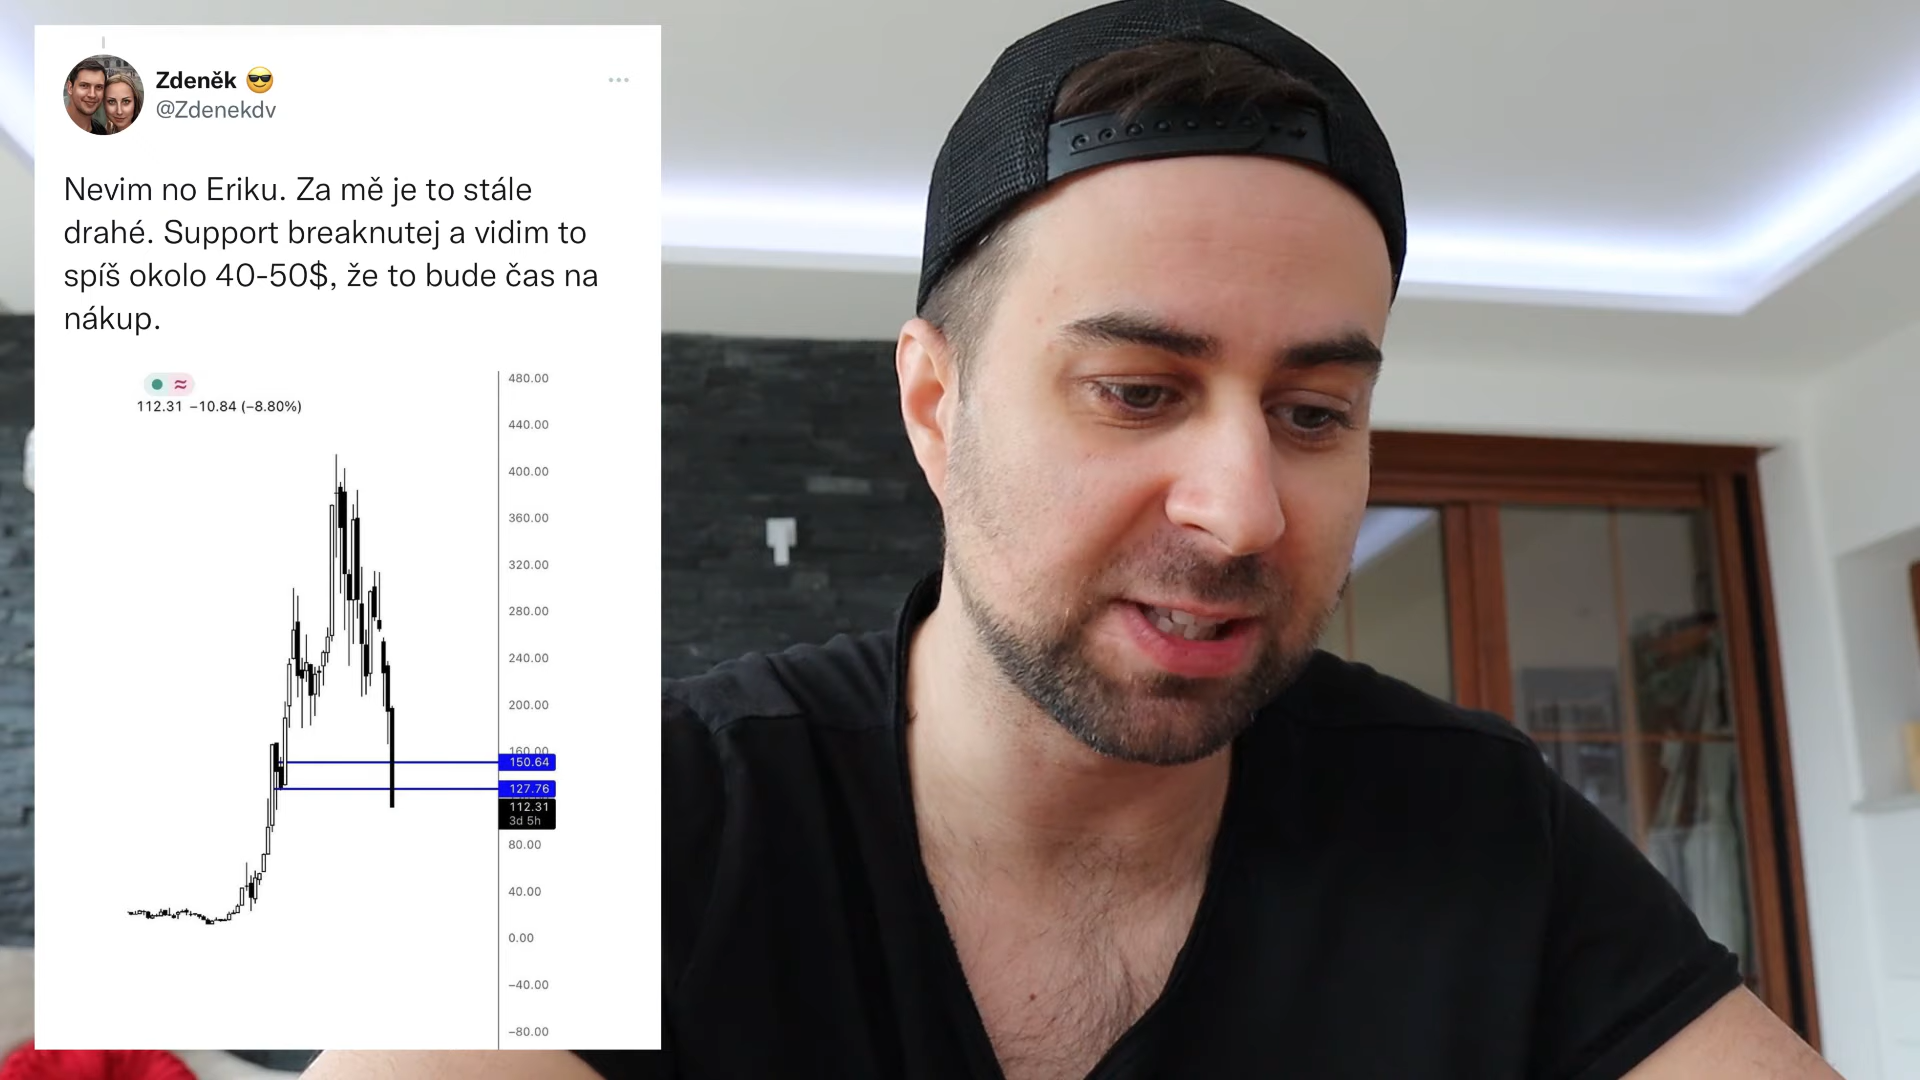 Zdeněk 😎
@Zdenekdv
Nevim no Eriku. Za mě je to stále
drahé. Support breaknutej a vidim to
spíš okolo 40-50$, že to bude čas na
nákup.
112.31 −10.84 (−8.80%)
480.00
440.00
400.00
360.00
320.00
280.00
240.00
200.00
160.00
150.64
127.76
112.31
3d 5h
80.00
40.00
0.00
−40.00
−80.00